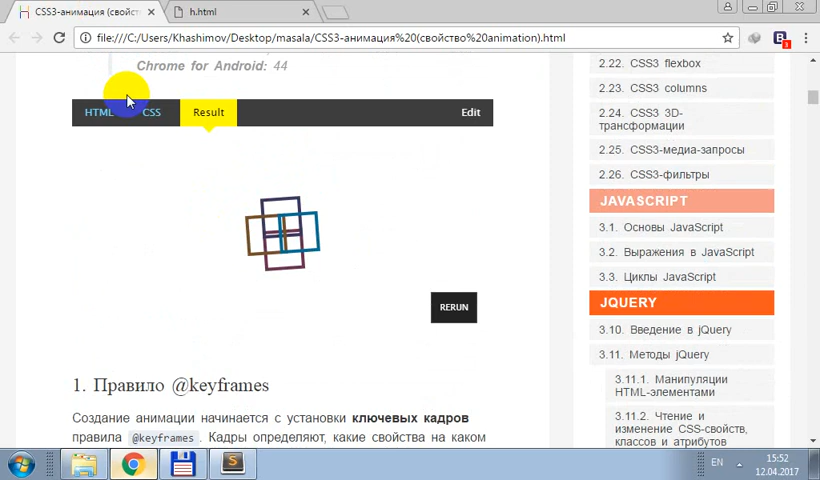 CSS3-анимация (свойст
h.html
file:///C:/Users/Khashimov/Desktop/masala/CSS3-анимация%20(свойство%20animation).html
3
Chrome for Android: 44
HTML
CSS
Result
Edit
RERUN
1. Правило @keyframes
Создание анимации начинается с установки ключевых кадров
правила @keyframes. Кадры определяют, какие свойства на каком
2.22. CSS3 flexbox
2.23. CSS3 columns
2.24. CSS3 3D-
трансформации
2.25. CSS3-медиа-запросы
2.26. CSS3-фильтры
JAVASCRIPT
3.1. Основы JavaScript
3.2. Выражения в JavaScript
3.3. Циклы JavaScript
JQUERY
3.10. Введение в jQuery
3.11. Методы jQuery
3.11.1. Манипуляции
HTML-элементами
3.11.2. Чтение и
изменение CSS-свойств,
классов и атрибутов
EN
15:52
12.04.2017